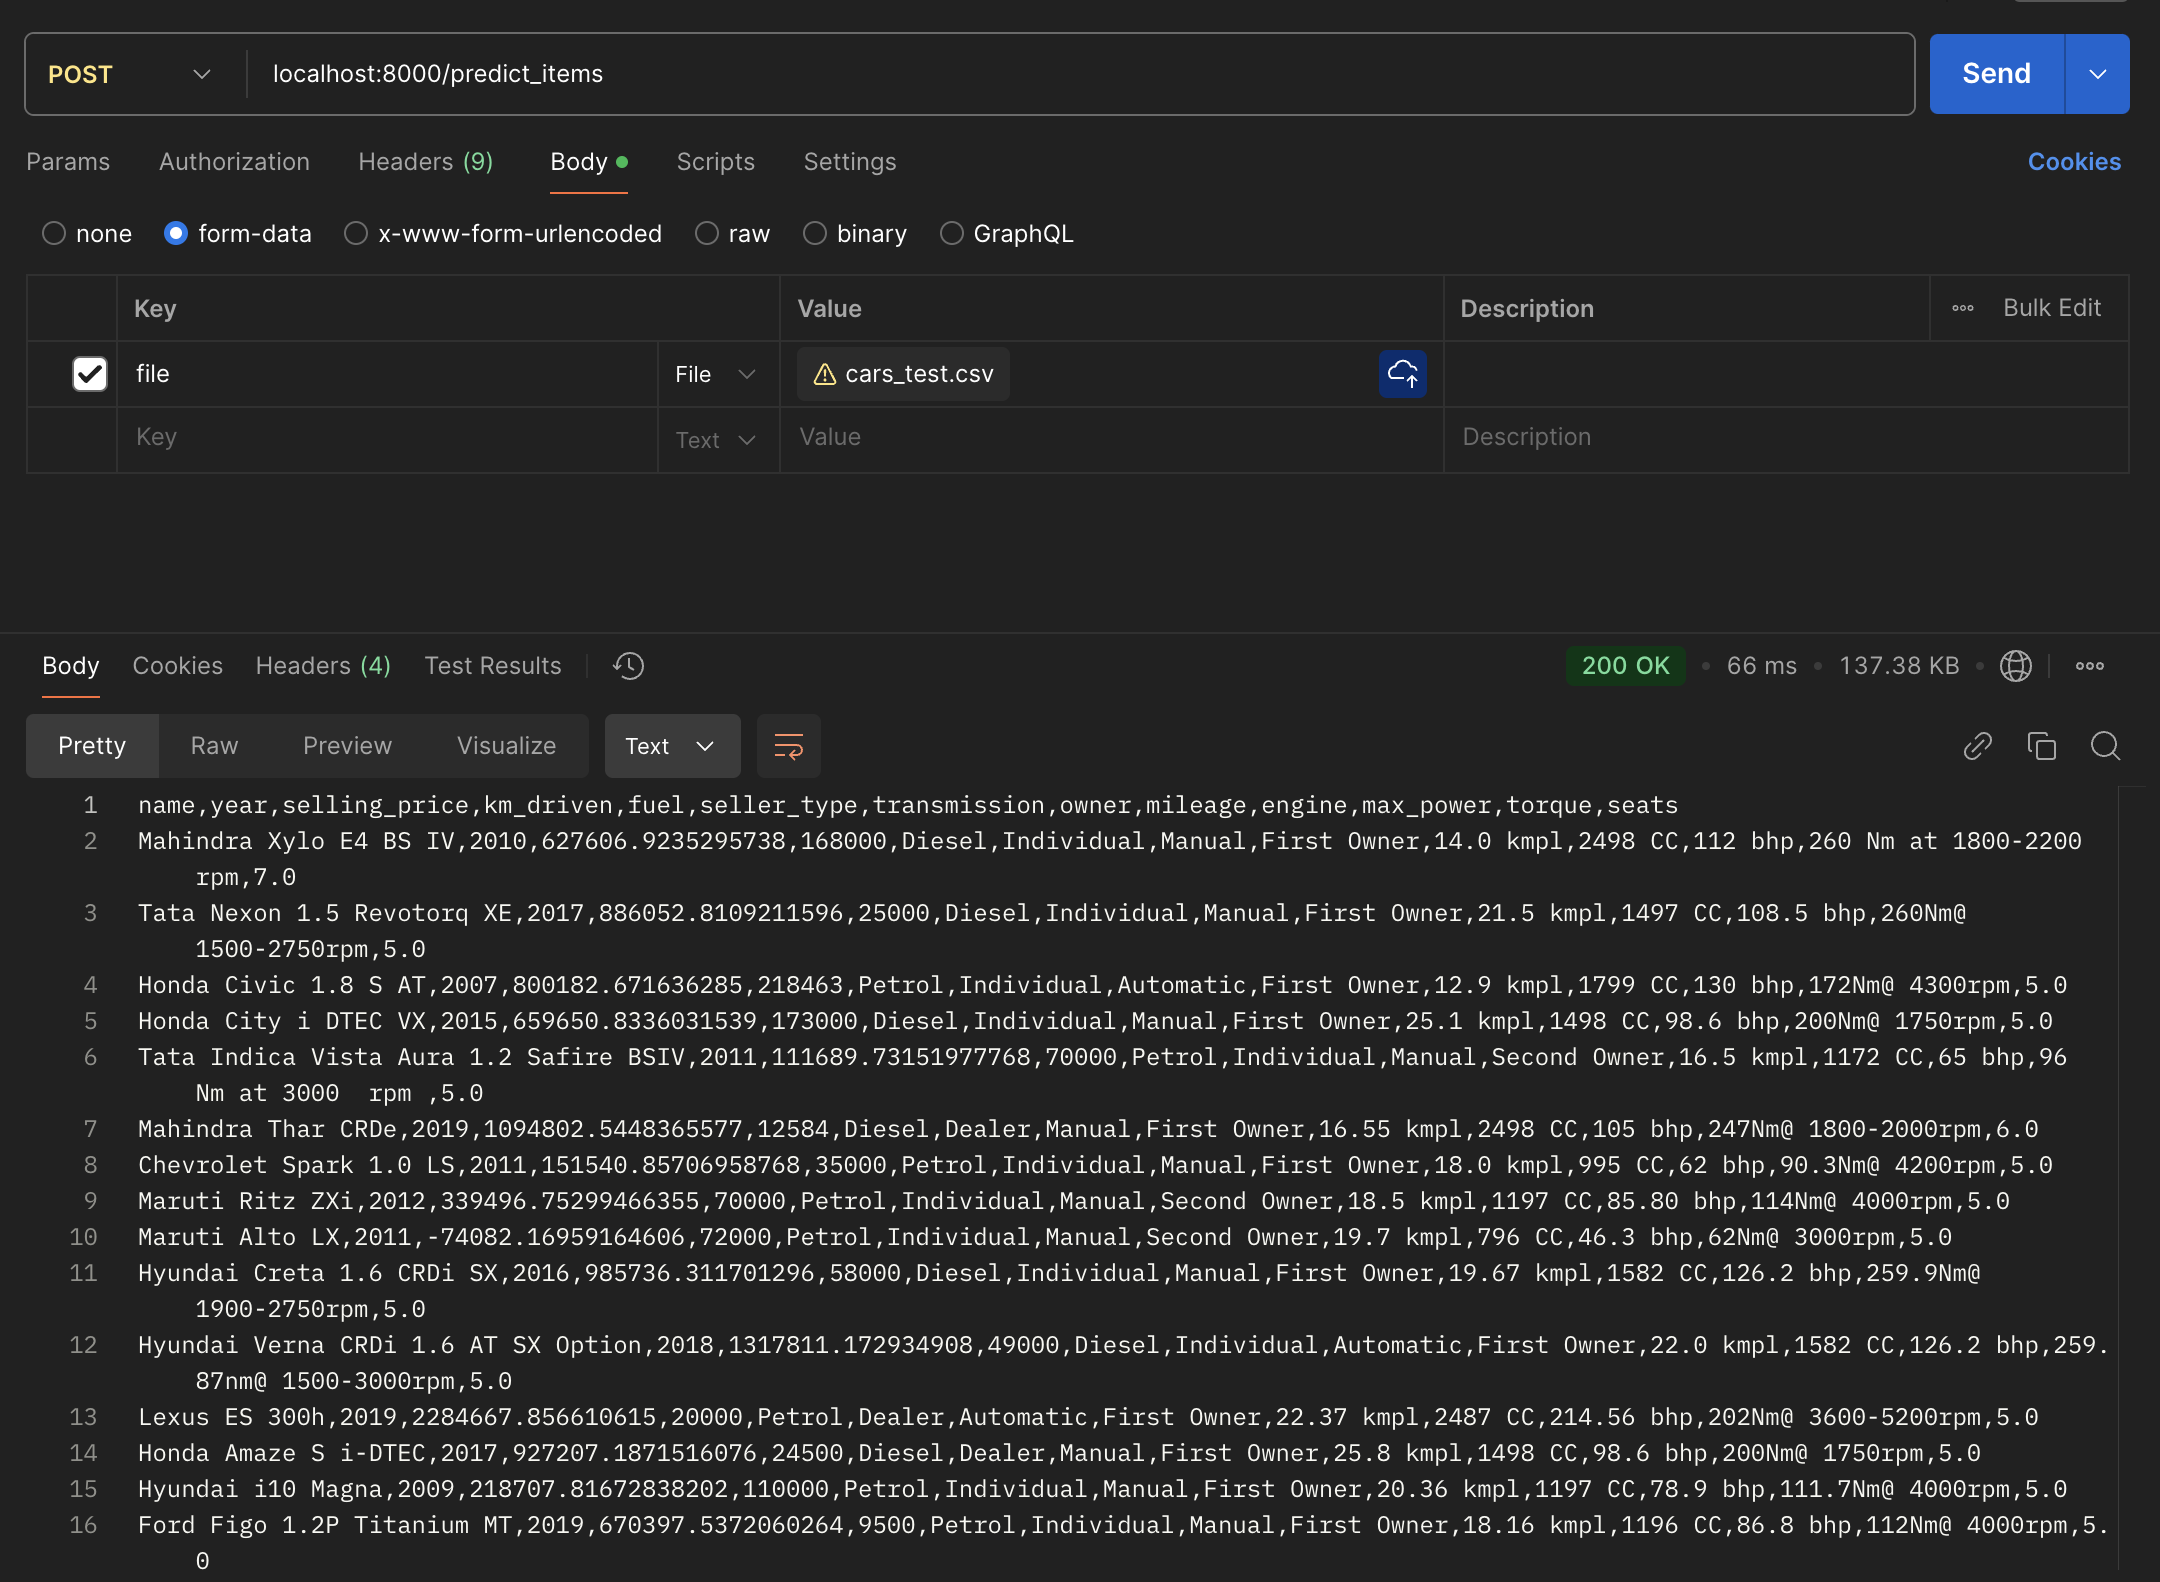 POST localhost:8000/predict_items Send
Params Authorization Headers (9) Body Scripts Settings Cookies
none form-data x-www-form-urlencoded raw binary GraphQL
Key Value Description Bulk Edit
file File cars_test.csv
Key Text Value Description
Body Cookies Headers (4) Test Results 200 OK 66 ms 137.38 KB
Pretty Raw Preview Visualize Text
1 name,year,selling_price,km_driven,fuel,seller_type,transmission,owner,mileage,engine,max_power,torque,seats
2 Mahindra Xylo E4 BS IV,2010,627606.9235295738,168000,Diesel,Individual,Manual,First Owner,14.0 kmpl,2498 CC,112 bhp,260 Nm at 1800-2200
rpm,7.0
3 Tata Nexon 1.5 Revotorq XE,2017,886052.8109211596,25000,Diesel,Individual,Manual,First Owner,21.5 kmpl,1497 CC,108.5 bhp,260Nm@
1500-2750rpm,5.0
4 Honda Civic 1.8 S AT,2007,800182.671636285,218463,Petrol,Individual,Automatic,First Owner,12.9 kmpl,1799 CC,130 bhp,172Nm@ 4300rpm,5.0
5 Honda City i DTEC VX,2015,659650.8336031539,173000,Diesel,Individual,Manual,First Owner,25.1 kmpl,1498 CC,98.6 bhp,200Nm@ 1750rpm,5.0
6 Tata Indica Vista Aura 1.2 Safire BSIV,2011,111689.73151977768,70000,Petrol,Individual,Manual,Second Owner,16.5 kmpl,1172 CC,65 bhp,96
Nm at 3000  rpm ,5.0
7 Mahindra Thar CRDe,2019,1094802.5448365577,12584,Diesel,Dealer,Manual,First Owner,16.55 kmpl,2498 CC,105 bhp,247Nm@ 1800-2000rpm,6.0
8 Chevrolet Spark 1.0 LS,2011,151540.85706958768,35000,Petrol,Individual,Manual,First Owner,18.0 kmpl,995 CC,62 bhp,90.3Nm@ 4200rpm,5.0
9 Maruti Ritz ZXi,2012,339496.75299466355,70000,Petrol,Individual,Manual,Second Owner,18.5 kmpl,1197 CC,85.80 bhp,114Nm@ 4000rpm,5.0
10 Maruti Alto LX,2011,-74082.16959164606,72000,Petrol,Individual,Manual,Second Owner,19.7 kmpl,796 CC,46.3 bhp,62Nm@ 3000rpm,5.0
11 Hyundai Creta 1.6 CRDi SX,2016,985736.311701296,58000,Diesel,Individual,Manual,First Owner,19.67 kmpl,1582 CC,126.2 bhp,259.9Nm@
1900-2750rpm,5.0
12 Hyundai Verna CRDi 1.6 AT SX Option,2018,1317811.172934908,49000,Diesel,Individual,Automatic,First Owner,22.0 kmpl,1582 CC,126.2 bhp,259.
87nm@ 1500-3000rpm,5.0
13 Lexus ES 300h,2019,2284667.856610615,20000,Petrol,Dealer,Automatic,First Owner,22.37 kmpl,2487 CC,214.56 bhp,202Nm@ 3600-5200rpm,5.0
14 Honda Amaze S i-DTEC,2017,927207.1871516076,24500,Diesel,Dealer,Manual,First Owner,25.8 kmpl,1498 CC,98.6 bhp,200Nm@ 1750rpm,5.0
15 Hyundai i10 Magna,2009,218707.81672838202,110000,Petrol,Individual,Manual,First Owner,20.36 kmpl,1197 CC,78.9 bhp,111.7Nm@ 4000rpm,5.0
16 Ford Figo 1.2P Titanium MT,2019,670397.5372060264,9500,Petrol,Individual,Manual,First Owner,18.16 kmpl,1196 CC,86.8 bhp,112Nm@ 4000rpm,5.
0